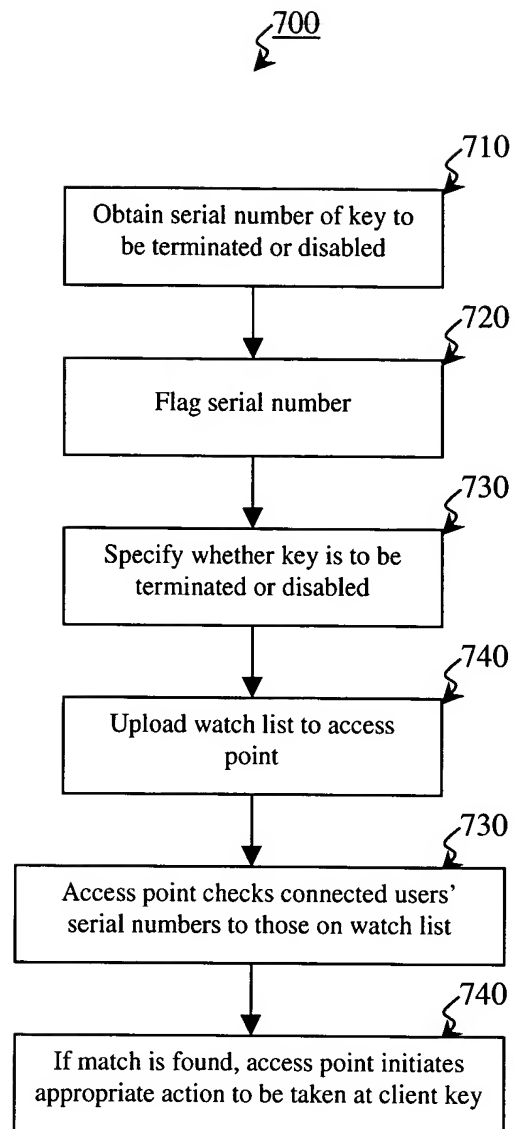 700
710
Obtain serial number of key to
be terminated or disabled
720
Flag serial number
730
Specify whether key is to be
terminated or disabled
740
Upload watch list to access
point
730
Access point checks connected users'
serial numbers to those on watch list
740
If match is found, access point initiates
appropriate action to be taken at client key